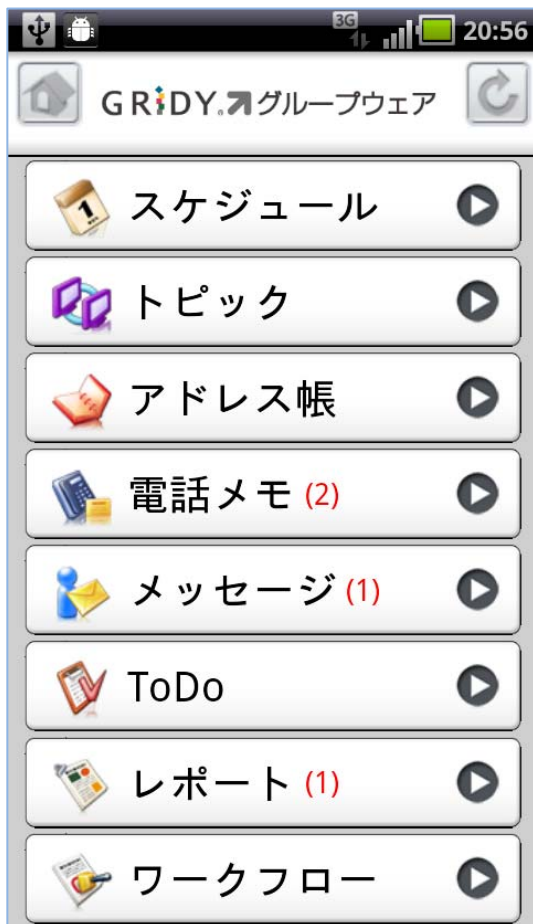 3G 20:56
GRiDY. グループウェア
スケジュール
トピック
アドレス帳
電話メモ (2)
メッセージ (1)
ToDo
レポート (1)
ワークフロー